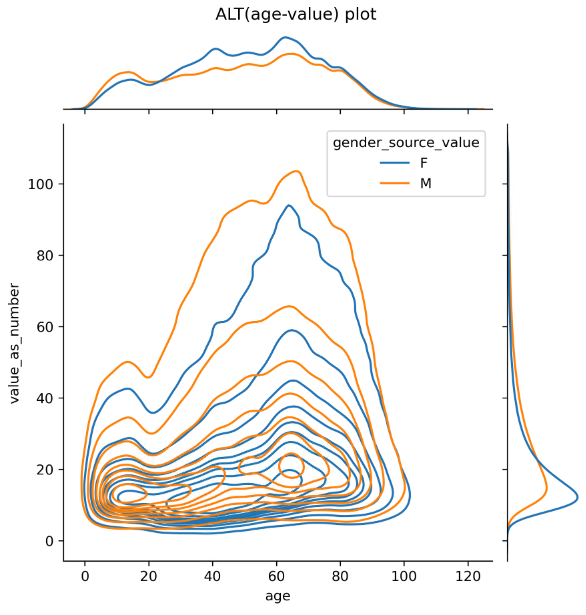 ALT(age-value) plot
gender_source_value
F
M
100
80
60
40
20
0
value_as_number
0 20 40 60 80 100 120
age